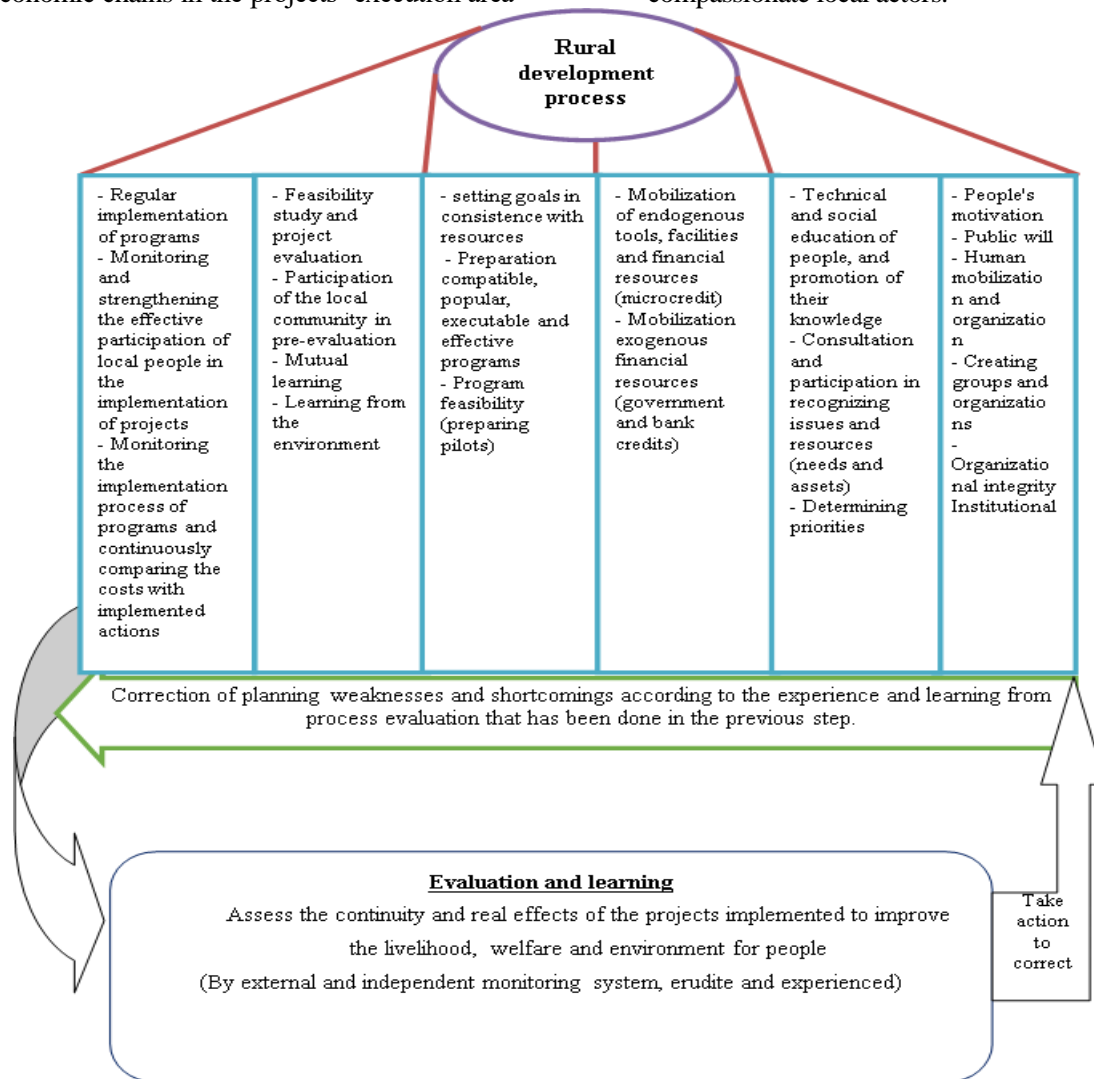 economic chains in the projects' execution area
compassionate local actors.
Rural
development
process
- Regular
implementation
of programs
- Monitoring
and
strengthening
the effective
participation of
local people in
the
implementation
of projects
- Monitoring
the
implementation
process of
programs and
continuously
comparing the
costs with
implemented
actions
- Feasibility
study and
project
evaluation
- Participation
of the local
community in
pre-evaluation
- Mutual
learning
- Learning from
the
environment
- setting goals in
consistence with
resources
- Preparation
compatible,
popular,
executable and
effective
programs
- Program
feasibility
(preparing
pilots)
- Mobilization
of endogenous
tools, facilities
and financial
resources
(microcredit)
- Mobilization
exogenous
financial
resources
(government
and bank
credits)
- Technical
and social
education of
people, and
promotion of
their
knowledge
- Consultation
and
participation in
recognizing
issues and
resources
(needs and
assets)
- Determining
priorities
- People's
motivation
- Public will
- Human
mobilizatio
n and
organizatio
n
- Creating
groups and
organizatio
ns
-
Organizatio
nal integrity
Institutional
Correction of planning weaknesses and shortcomings according to the experience and learning from
process evaluation that has been done in the previous step.
Evaluation and learning
Assess the continuity and real effects of the projects implemented to improve
the livelihood, welfare and environment for people
(By external and independent monitoring system, erudite and experienced)
Take
action
to
correct